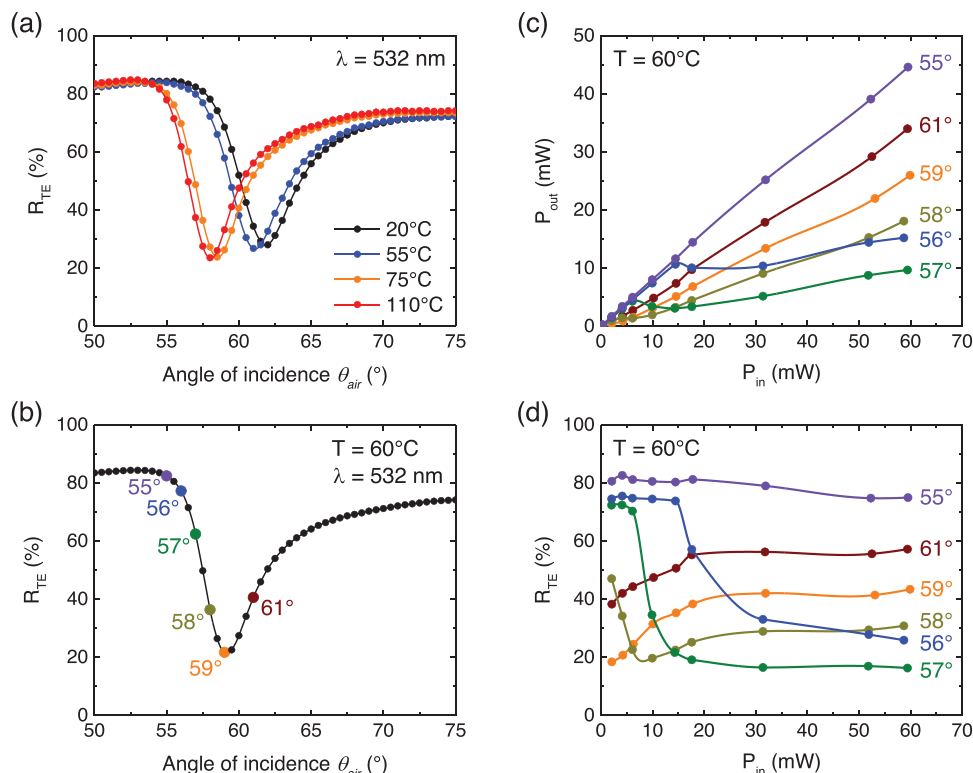 (a)
100
80
60
40
20
0
R_TE (%)
λ = 532 nm
20°C
55°C
75°C
110°C
50 55 60 65 70 75
Angle of incidence θ_air (°)
(c)
50
40
30
20
10
0
P_out (mW)
T = 60°C
55°
61°
59°
58°
56°
57°
0 10 20 30 40 50 60 70
P_in (mW)
(b)
100
80
60
40
20
0
R_TE (%)
T = 60°C
λ = 532 nm
55°
56°
57°
58°
59°
61°
50 55 60 65 70 75
Angle of incidence θ_air (°)
(d)
100
80
60
40
20
0
R_TE (%)
T = 60°C
55°
61°
59°
58°
56°
57°
0 10 20 30 40 50 60 70
P_in (mW)